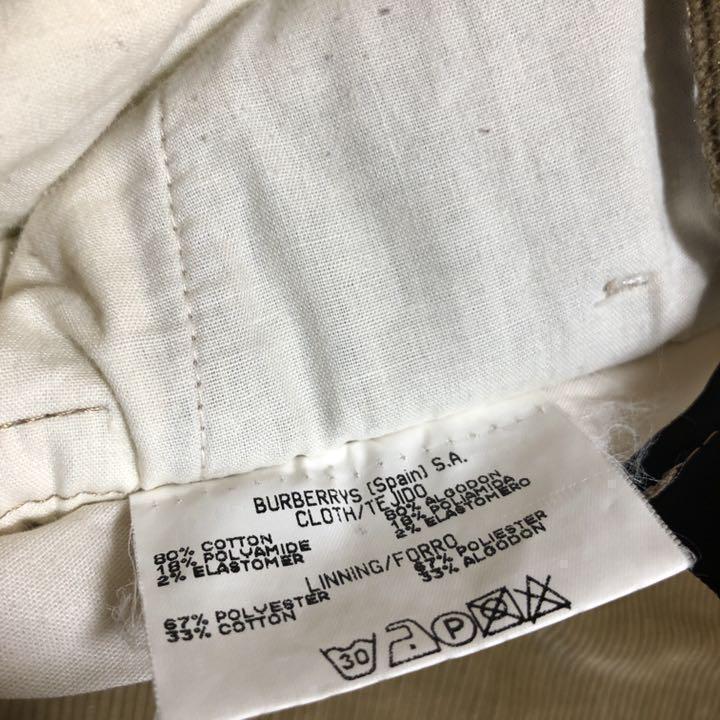 BURBERRYS (Spain) S.A.
CLOTH/TEJIDO
80% COTTON 80% ALGODON
18% POLYAMIDE 18% POLIAMIDA
2% ELASTOMER 2% ELASTOMERO
LINNING/FORRO
67% POLYESTER 67% POLIESTER
33% COTTON 33% ALGODON
30 P